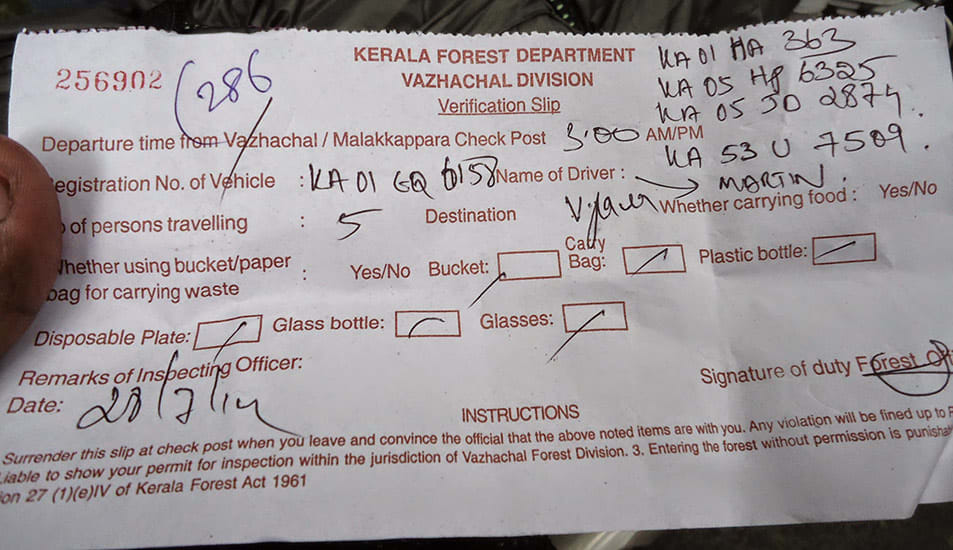 KERALA FOREST DEPARTMENT
256902 (286 VAZHACHAL DIVISION
Verification Slip
KA 01 HA 363
KA 05 HP 6325
KA 05 JD 2874.
KA 53 U 7509.
Departure time from Vazhachal / Malakkappara Check Post 3:00 AM/PM
egistration No. of Vehicle : KA 01 GQ 6158 Name of Driver : MARTIN.
of persons travelling : 5 Destination Whether carrying food : Yes/No
Whether using bucket/paper : Yes/No Bucket: Carry Bag: Plastic bottle:
bag for carrying waste
Disposable Plate: Glass bottle: Glasses:
Remarks of Inspecting Officer:
Signature of duty Forest Of
Date: 28/7/14
INSTRUCTIONS
Surrender this slip at check post when you leave and convince the official that the above noted items are with you. Any violation will be fined up to
Liable to show your permit for inspection within the jurisdiction of Vazhachal Forest Division. 3. Entering the forest without permission is punisha
ion 27 (1)(e)IV of Kerala Forest Act 1961